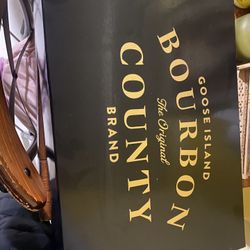 GOOSE ISLAND
BOURBON
The Original
COUNTY
BRAND